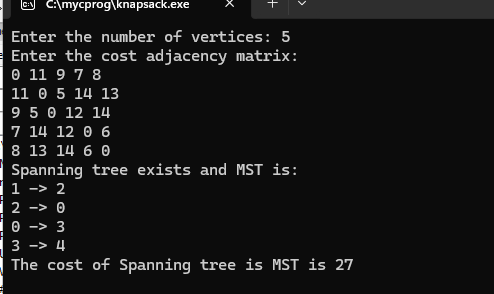 C:\mycprog\knapsack.exe
Enter the number of vertices: 5
Enter the cost adjacency matrix:
0 11 9 7 8
11 0 5 14 13
9 5 0 12 14
7 14 12 0 6
8 13 14 6 0
Spanning tree exists and MST is:
1 -> 2
2 -> 0
0 -> 3
3 -> 4
The cost of Spanning tree is MST is 27